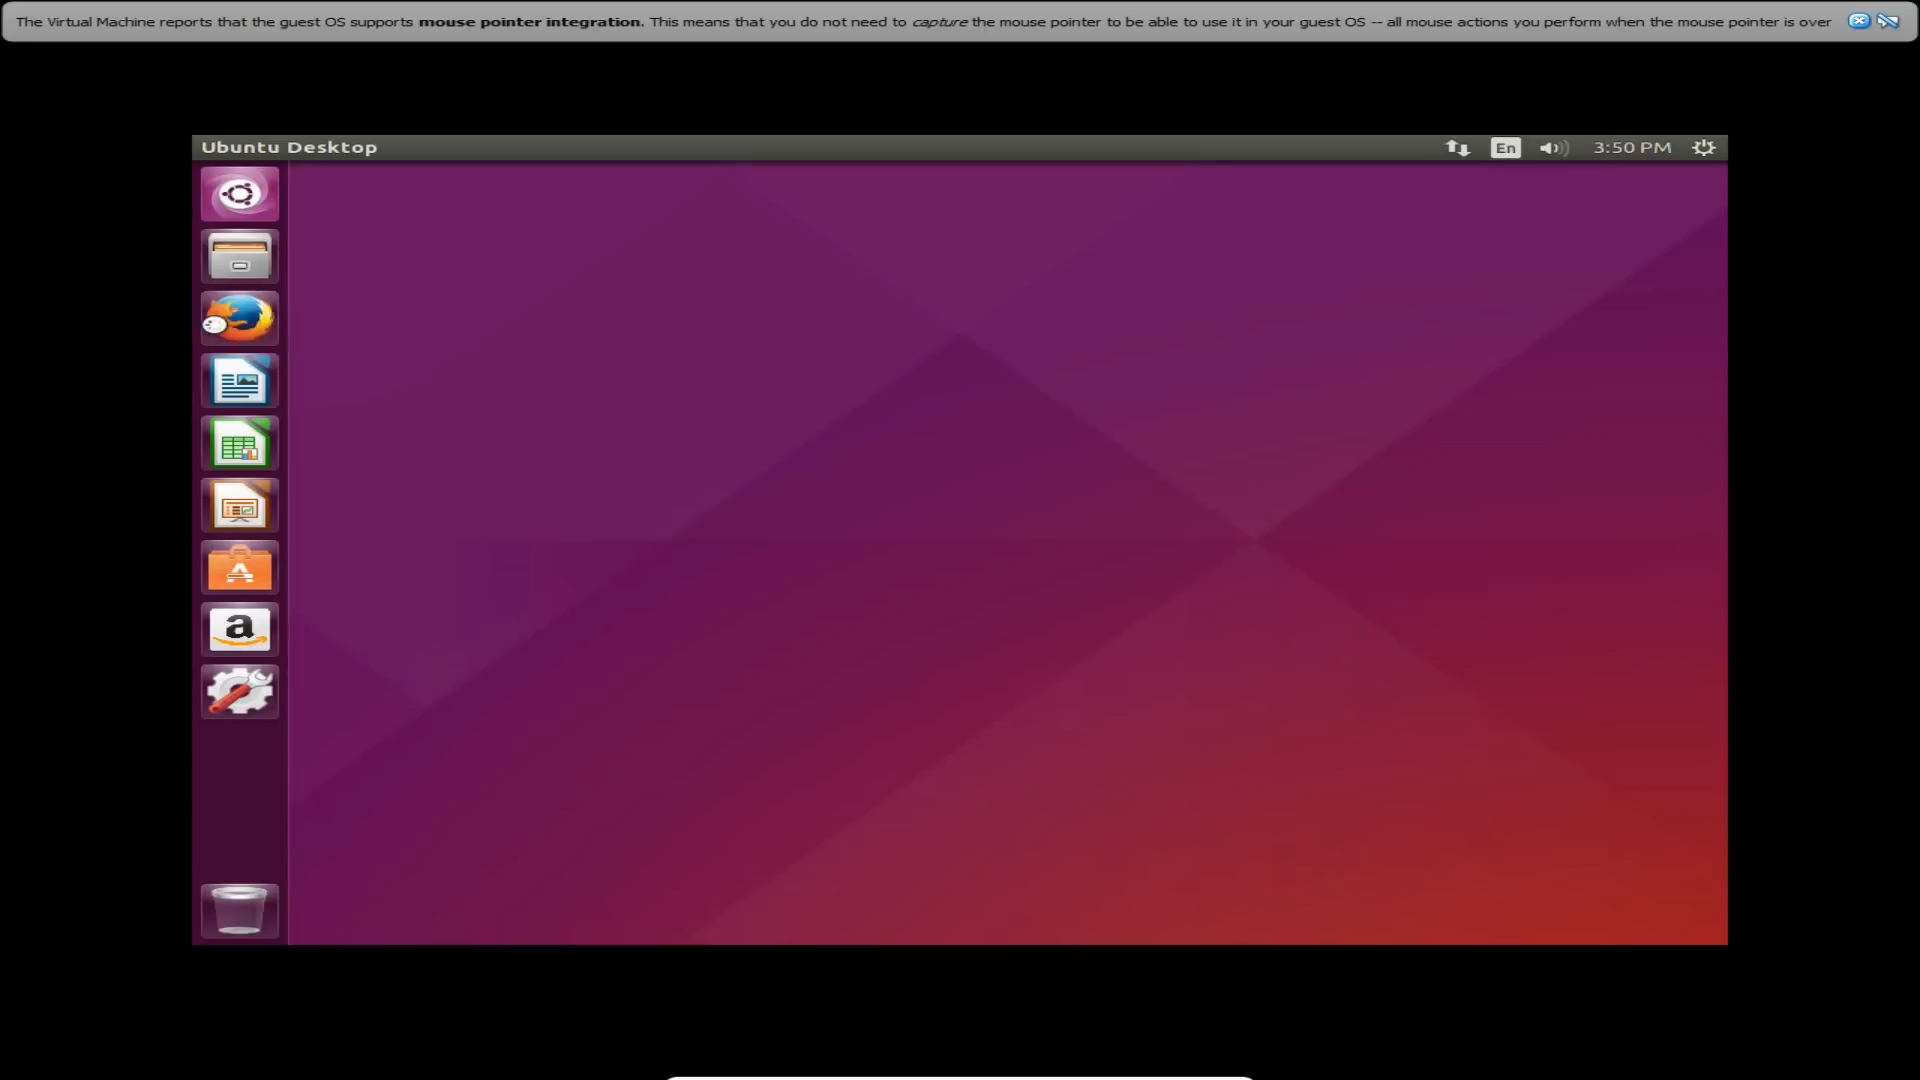 The Virtual Machine reports that the guest OS supports mouse pointer integration. This means that you do not need to capture the mouse pointer to be able to use it in your guest OS -- all mouse actions you perform when the mouse pointer is over
Ubuntu Desktop
En
3:50 PM
A
a